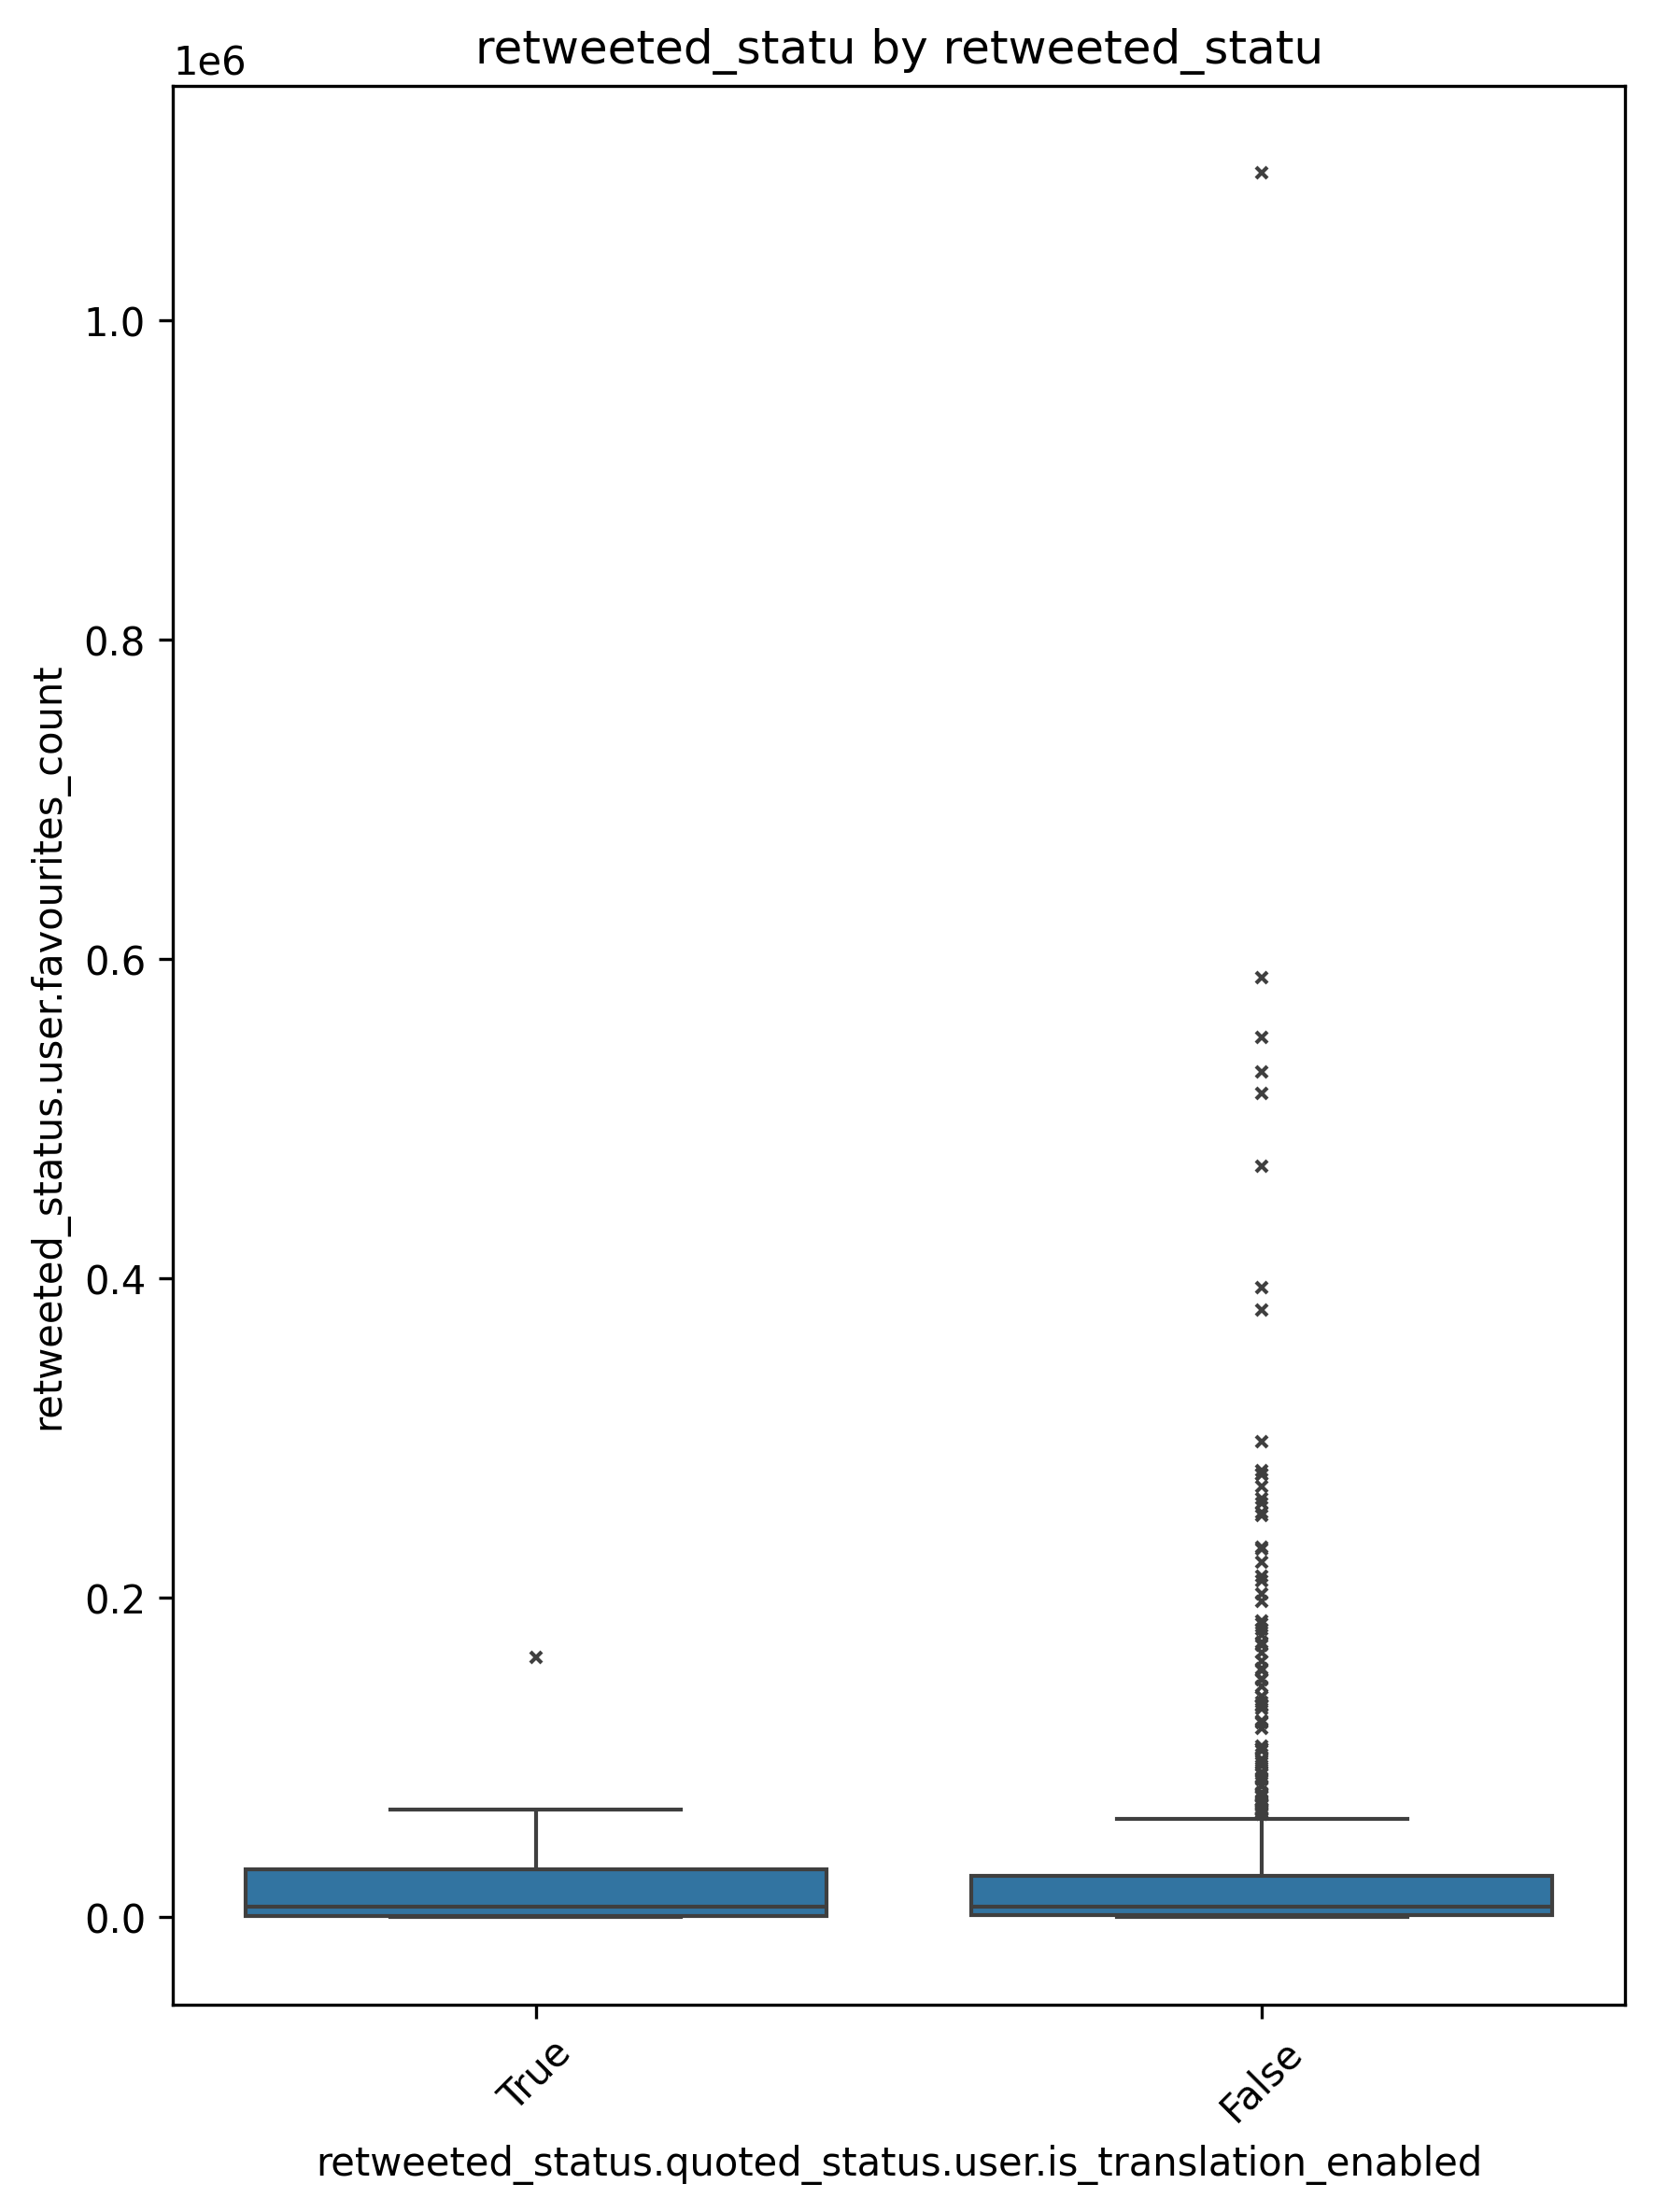 retweeted_statu by retweeted_statu
1e6
1.0
0.8
0.6
0.4
0.2
0.0
retweeted_status.user.favourites_count
True
False
retweeted_status.quoted_status.user.is_translation_enabled